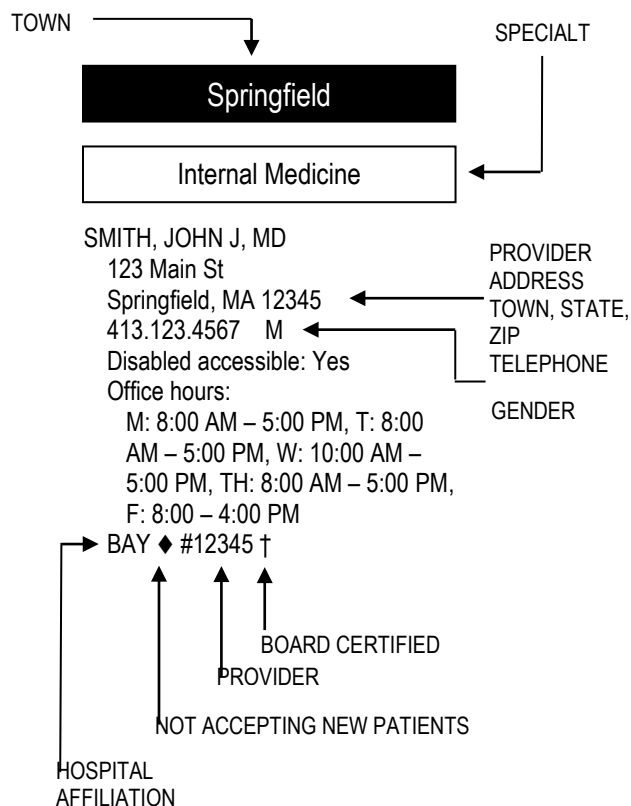 TOWN
SPECIALT
Springfield
Internal Medicine
SMITH, JOHN J, MD
123 Main St
Springfield, MA 12345
413.123.4567 M
Disabled accessible: Yes
Office hours:
M: 8:00 AM – 5:00 PM, T: 8:00
AM – 5:00 PM, W: 10:00 AM –
5:00 PM, TH: 8:00 AM – 5:00 PM,
F: 8:00 – 4:00 PM
BAY ♦ #12345 †
PROVIDER
ADDRESS
TOWN, STATE,
ZIP
TELEPHONE
GENDER
BOARD CERTIFIED
PROVIDER
NOT ACCEPTING NEW PATIENTS
HOSPITAL
AFFILIATION